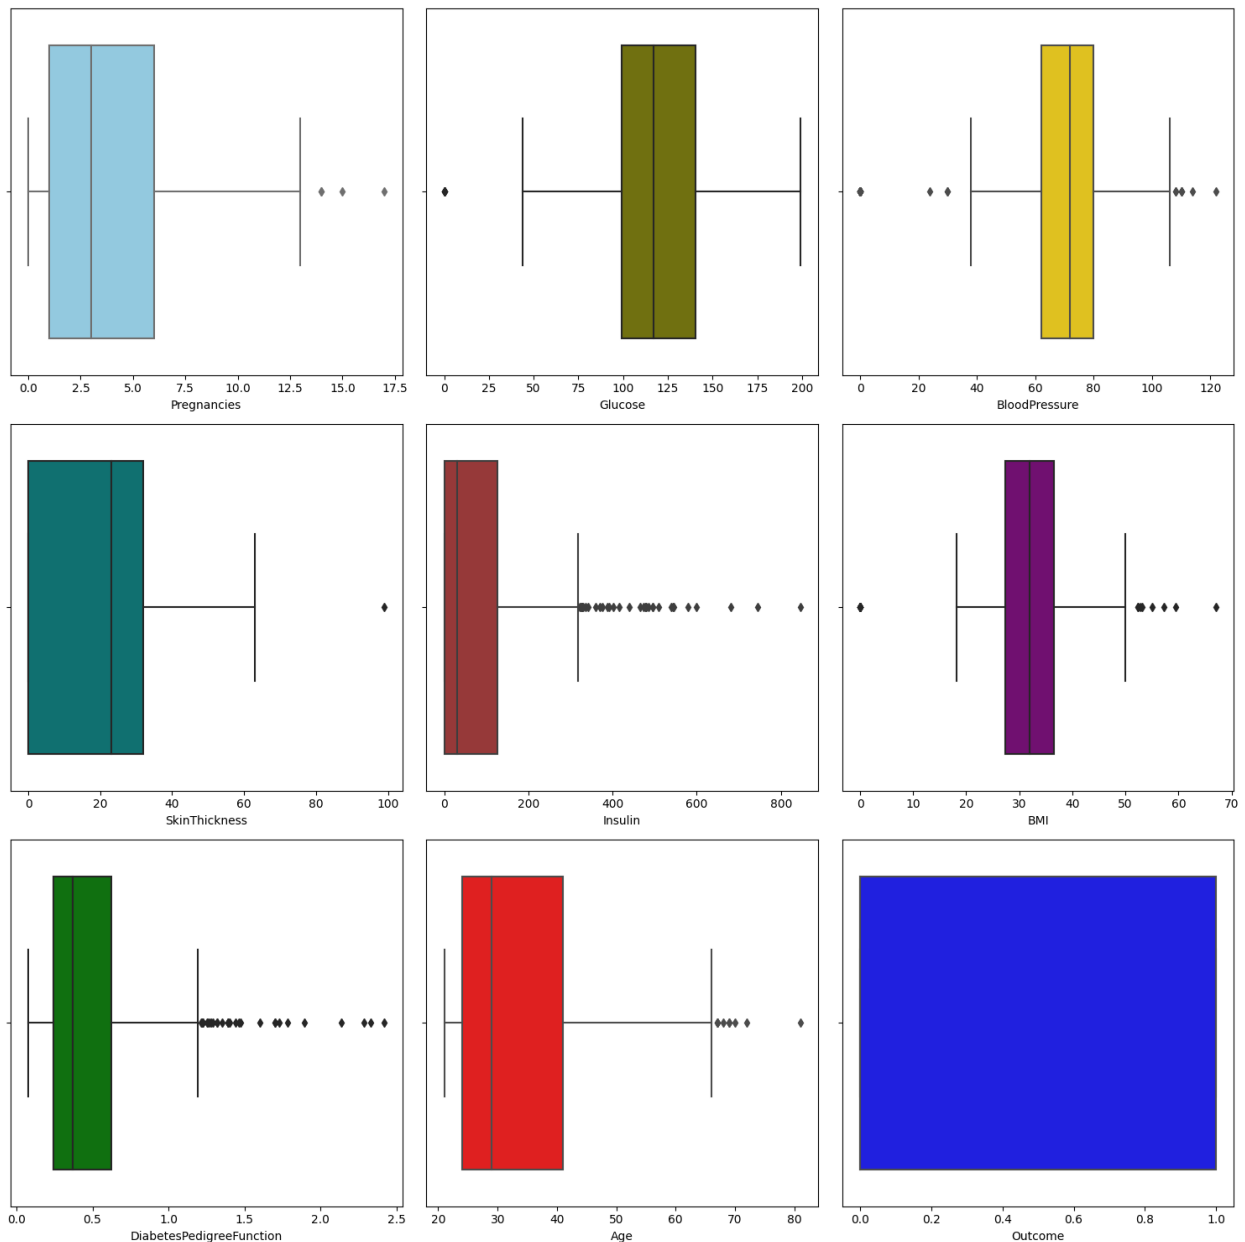 0.0 2.5 5.0 7.5 10.0 12.5 15.0 17.5
Pregnancies
0 25 50 75 100 125 150 175 200
Glucose
0 20 40 60 80 100 120
BloodPressure
0 20 40 60 80 100
SkinThickness
0 200 400 600 800
Insulin
0 10 20 30 40 50 60 70
BMI
0.0 0.5 1.0 1.5 2.0 2.5
DiabetesPedigreeFunction
20 30 40 50 60 70 80
Age
0.0 0.2 0.4 0.6 0.8 1.0
Outcome